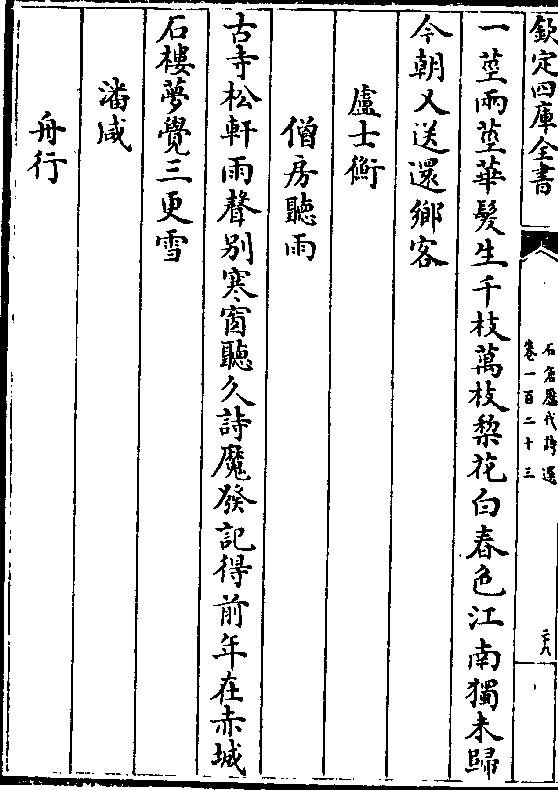 欽定四庫全書
石倉歷代詩選
卷一百二十三
二十八
一莖兩莖華髮生千枝萬枝梨花白春色江南獨未歸
今朝又送還鄉客
盧士衡
僧房聽雨
古寺松軒雨聲别寒窗聽久詩魔發記得前年在赤城
石樓夢覺三更雪
潘咸
舟行